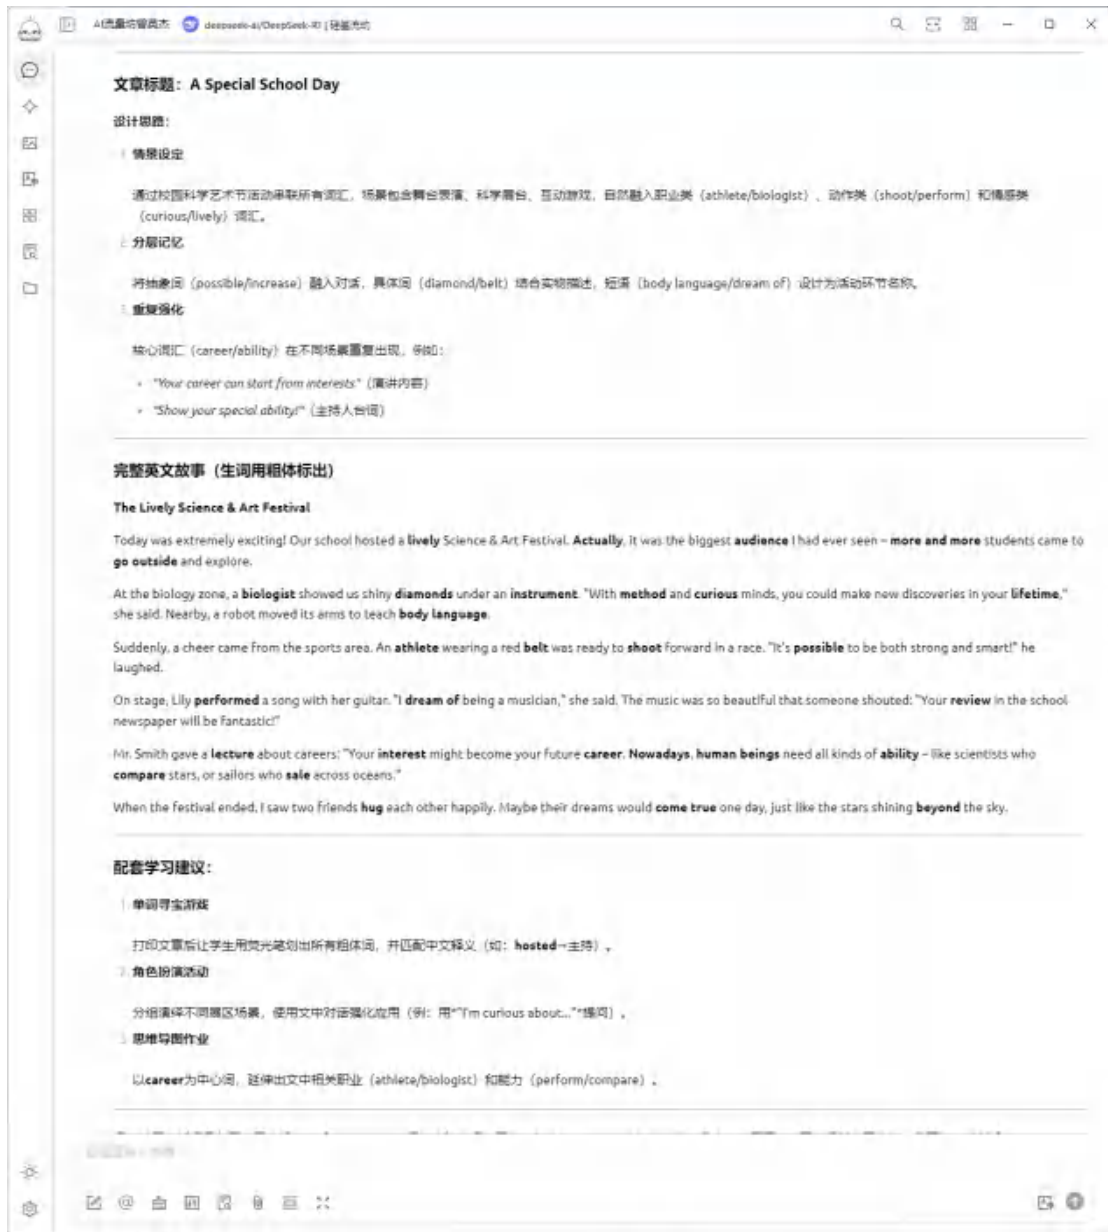 AI流量坊曾员杰 deepseek-ai/DeepSeek-R1 | 硅基流动
文章标题：A Special School Day
设计思路：
1. 情景设定
通过校园科学艺术节活动串联所有词汇，场景包含舞台表演、科学展台、互动游戏，自然融入职业类（athlete/biologist）、动作类（shoot/perform）和情感类
（curious/lively）词汇。
2. 分层记忆
将抽象词（possible/increase）融入对话，具体词（diamond/belt）结合实物描述，短语（body language/dream of）设计为活动环节名称。
3. 重复强化
核心词汇（career/ability）在不同场景重复出现，例如：
• "Your career can start from interests"（演讲内容）
• "Show your special ability!"（主持人台词）
完整英文故事（生词用粗体标出）
The Lively Science & Art Festival
Today was extremely exciting! Our school hosted a lively Science & Art Festival. Actually, it was the biggest audience I had ever seen – more and more students came to
go outside and explore.
At the biology zone, a biologist showed us shiny diamonds under an instrument. "With method and curious minds, you could make new discoveries in your lifetime,"
she said. Nearby, a robot moved its arms to teach body language.
Suddenly, a cheer came from the sports area. An athlete wearing a red belt was ready to shoot forward in a race. "It's possible to be both strong and smart!" he
laughed.
On stage, Lily performed a song with her guitar. "I dream of being a musician," she said. The music was so beautiful that someone shouted: "Your review in the school
newspaper will be fantastic!"
Mr. Smith gave a lecture about careers: "Your interest might become your future career. Nowadays, human beings need all kinds of ability – like scientists who
compare stars, or sailors who sale across oceans."
When the festival ended, I saw two friends hug each other happily. Maybe their dreams would come true one day, just like the stars shining beyond the sky.
配套学习建议：
1. 单词寻宝游戏
打印文章后让学生用荧光笔划出所有粗体词，并匹配中文释义（如：hosted→主持）。
2. 角色扮演活动
分组演绎不同展区场景，使用文中对话强化应用（例：用*"I'm curious about..."*提问）。
3. 思维导图作业
以career为中心词，延伸出文中相关职业（athlete/biologist）和能力（perform/compare）。